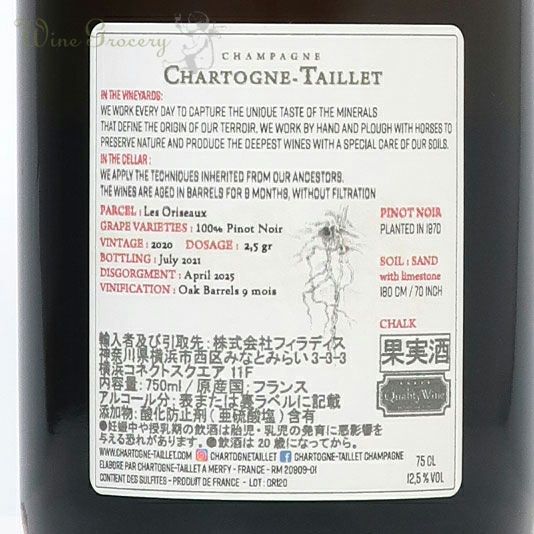 Wine Grocery
CHAMPAGNE
CHARTOGNE-TAILLET
IN THE VINEYARDS:
WE WORK EVERY DAY TO CAPTURE THE UNIQUE TASTE OF THE MINERALS
THAT DEFINE THE ORIGIN OF OUR TERROIR. WE WORK BY HAND AND PLOUGH WITH HORSES TO
PRESERVE NATURE AND PRODUCE THE DEEPEST WINES WITH A SPECIAL CARE OF OUR SOILS.
IN THE CELLAR:
WE APPLY THE TECHNIQUES INHERITED FROM OUR ANCESTORS.
THE WINES ARE AGED IN BARRELS FOR 9 MONTHS, WITHOUT FILTRATION
PARCEL : Les Oriseaux
GRAPE VARIETIES : 100% Pinot Noir
VINTAGE : 2020 DOSAGE : 2,5 gr
BOTTLING : July 2021
DISGORGMENT : April 2025
VINIFICATION : Oak Barrels 9 mois
PINOT NOIR
PLANTED IN 1970
SOIL : SAND
with limestone
180 CM / 70 INCH
CHALK
輸入者及び引取先：株式会社フィラディス
神奈川県横浜市西区みなとみらい3-3-3
横浜コネクトスクエア 11F
内容量：750ml / 原産国：フランス
アルコール分：表または裏ラベルに記載
添加物：酸化防止剤（亜硫酸塩）含有
●妊娠中や授乳期の飲酒は胎児・乳児の発育に悪影響を
与える恐れがあります。●飲酒は20歳になってから。
果実酒
Quality Wine
WWW.CHARTOGNE-TAILLET.COM CHARTOGNETAILLET CHARTOGNE-TAILLET CHAMPAGNE
ELABORE PAR CHARTOGNE-TAILLET A MERFY - FRANCE - RM 20909-01
CONTIENT DES SULFITES - PRODUIT DE FRANCE - LOT : OR120
75 CL
12,5 % VOL